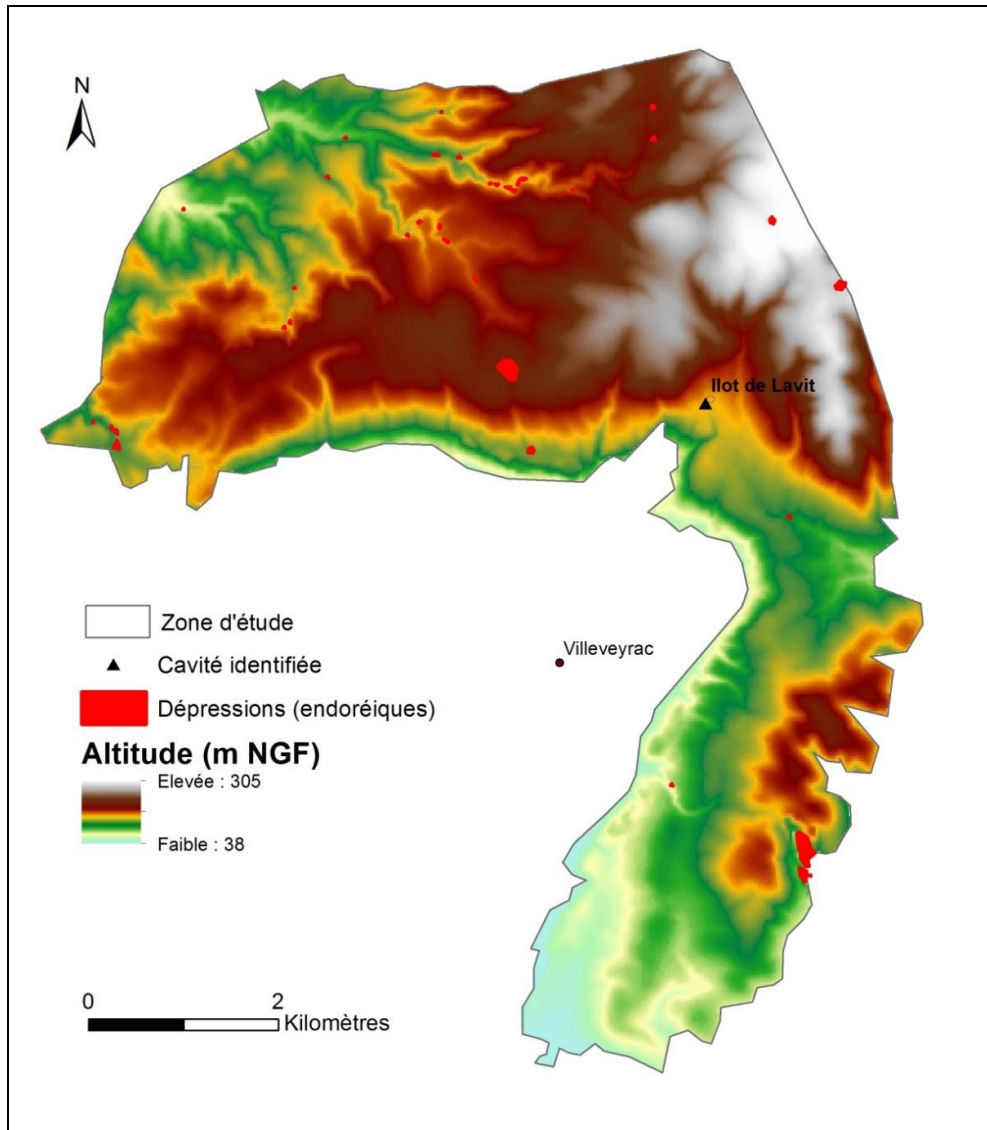 N
Ilot de Lavit
Zone d'étude
Villeveyrac
Cavité identifiée
Dépressions (endoréiques)
Altitude (m NGF)
Elevée : 305
Faible : 38
0 2
Kilomètres